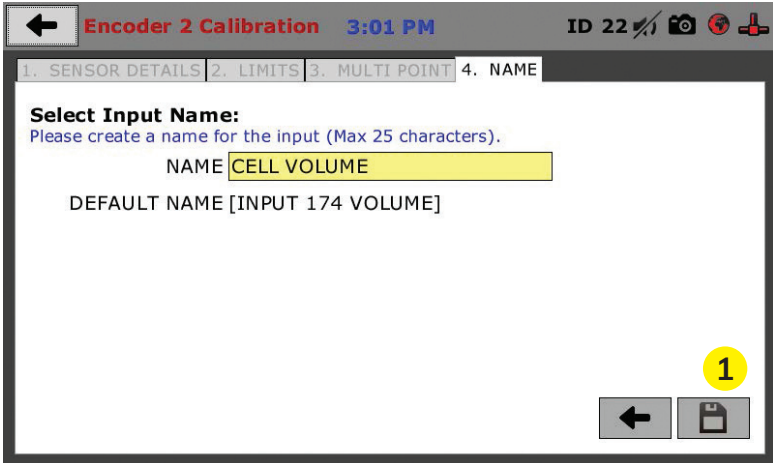 Encoder 2 Calibration 3:01 PM ID 22
1. SENSOR DETAILS 2. LIMITS 3. MULTI POINT 4. NAME
Select Input Name:
Please create a name for the input (Max 25 characters).
NAME CELL VOLUME
DEFAULT NAME [INPUT 174 VOLUME]
1